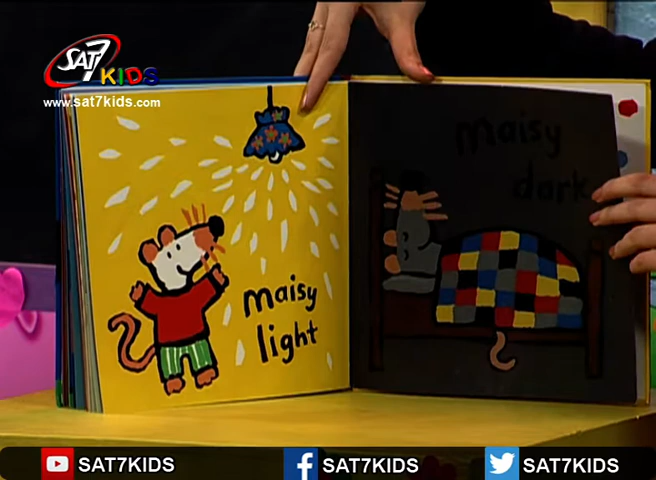 SAT7
KIDS
www.sat7kids.com
maisy
light
maisy
dark
SAT7KIDS
SAT7KIDS
SAT7KIDS